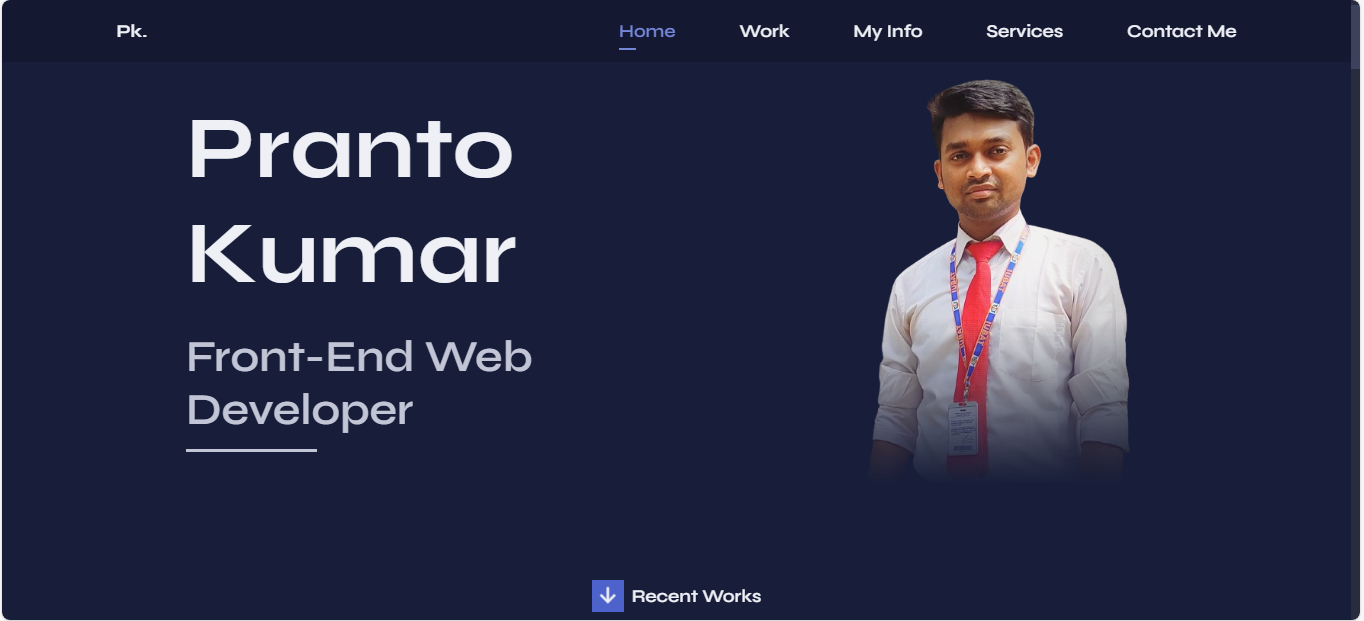 Pk.
Home
Work
My Info
Services
Contact Me
Pranto
Kumar
Front-End Web
Developer
Recent Works